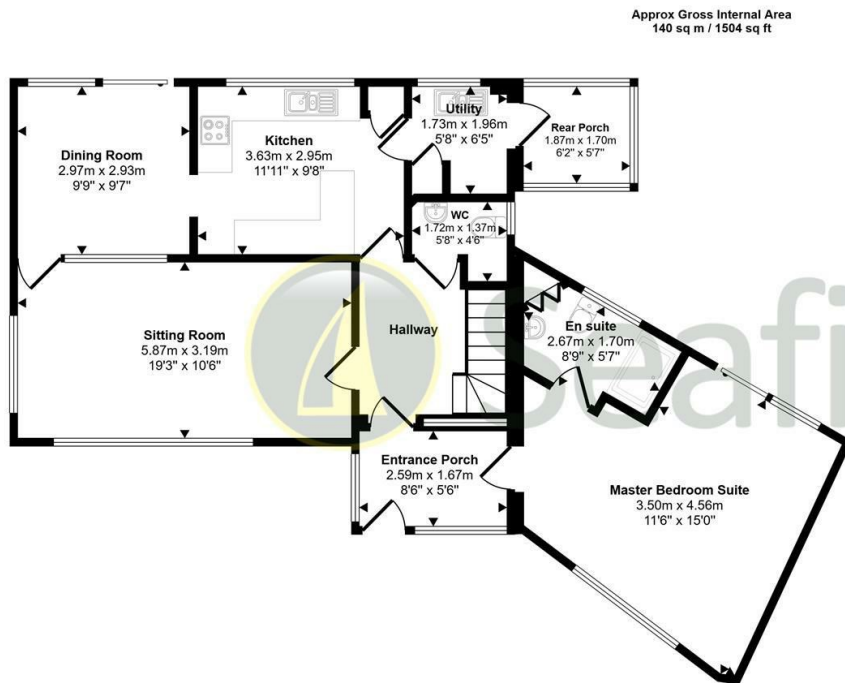 Approx Gross Internal Area
140 sq m / 1504 sq ft
Dining Room
2.97m x 2.93m
9'9" x 9'7"
Kitchen
3.63m x 2.95m
11'11" x 9'8"
Utility
1.73m x 1.96m
5'8" x 6'5"
Rear Porch
1.87m x 1.70m
6'2" x 5'7"
WC
1.72m x 1.37m
5'8" x 4'6"
Sitting Room
5.87m x 3.19m
19'3" x 10'6"
Hallway
En suite
2.67m x 1.70m
8'9" x 5'7"
Seafi
Entrance Porch
2.59m x 1.67m
8'6" x 5'6"
Master Bedroom Suite
3.50m x 4.56m
11'6" x 15'0"